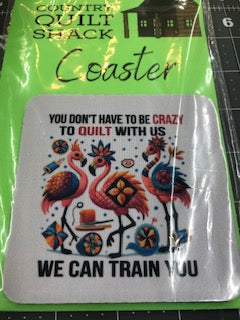 COUNTRY
QUILT
SHACK
Coaster
YOU DON'T HAVE TO BE CRAZY
TO QUILT WITH US
WE CAN TRAIN YOU
6